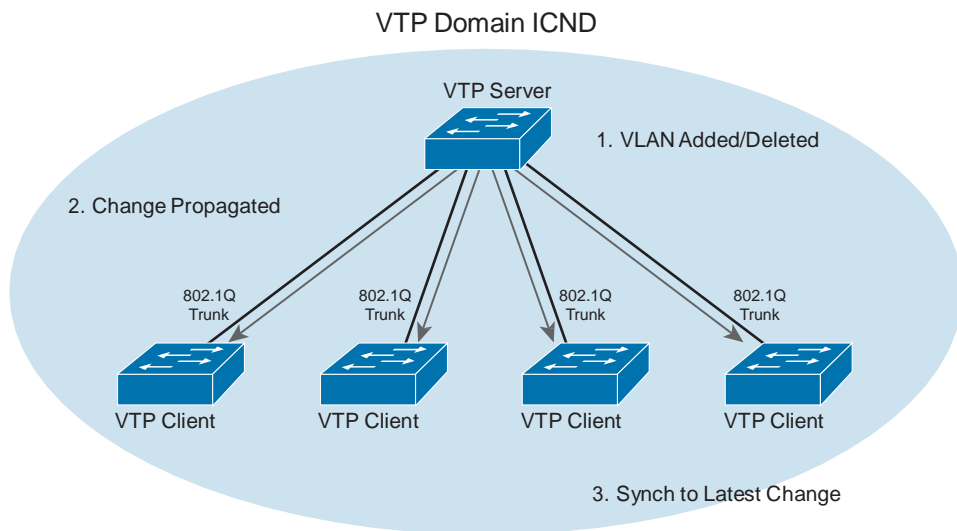 VTP Domain ICND
VTP Server
1. VLAN Added/Deleted
2. Change Propagated
802.1Q
Trunk
802.1Q
Trunk
802.1Q
Trunk
802.1Q
Trunk
VTP Client
VTP Client
VTP Client
VTP Client
3. Synch to Latest Change